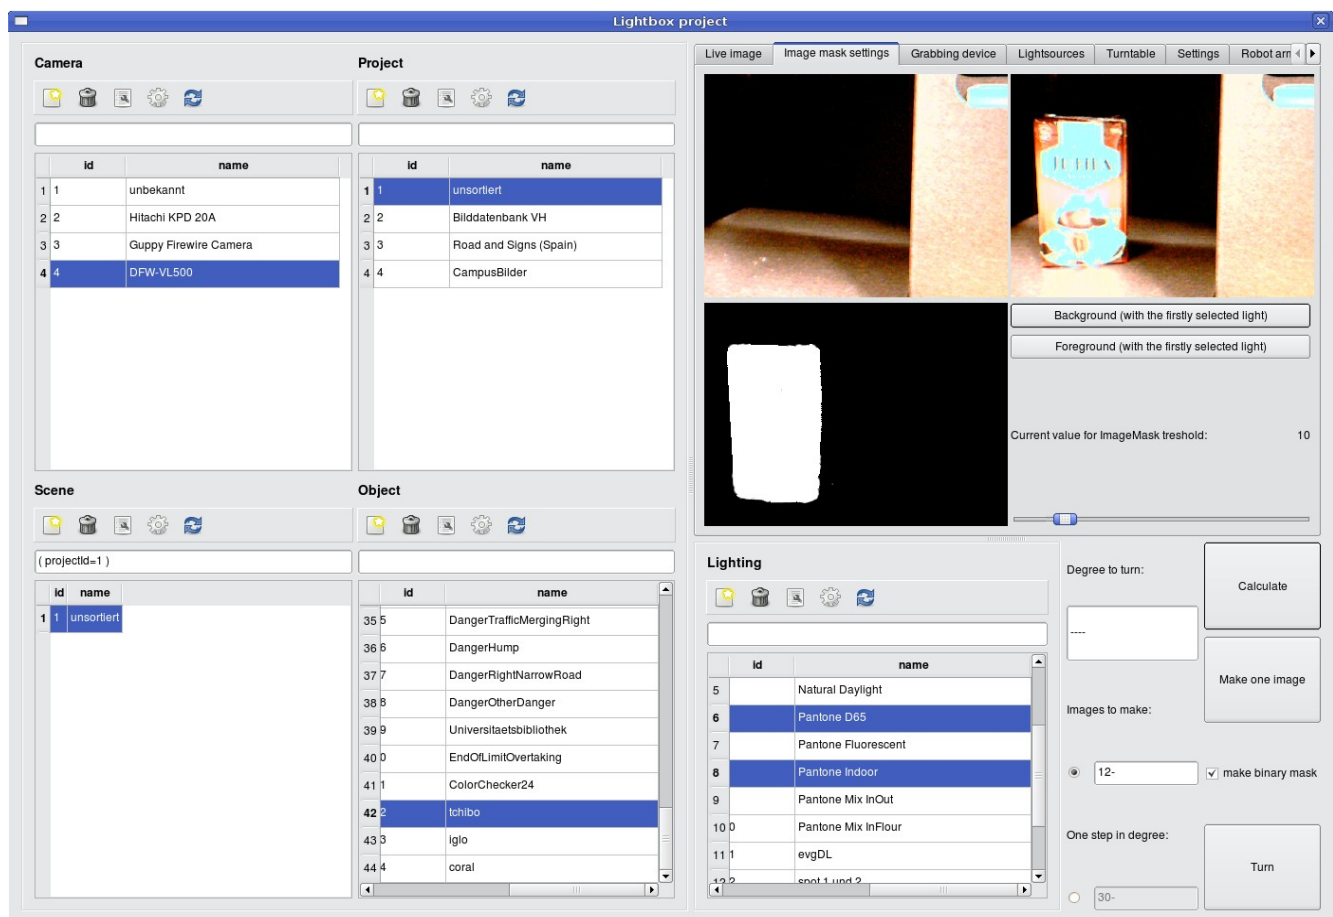 Lightbox project
Camera
id name
1 1 unbekannt
2 2 Hitachi KPD 20A
3 3 Guppy Firewire Camera
4 4 DFW-VL500
Project
id name
1 1 unsortiert
2 2 Bilddatenbank VH
3 3 Road and Signs (Spain)
4 4 CampusBilder
Scene
( projectId=1 )
id name
1 1 unsortiert
Object
id name
35 5 DangerTrafficMergingRight
36 6 DangerHump
37 7 DangerRightNarrowRoad
38 8 DangerOtherDanger
39 9 Universitaetsbibliothek
40 0 EndOfLimitOvertaking
41 1 ColorChecker24
42 2 tchibo
43 3 iglo
44 4 coral
Live image Image mask settings Grabbing device Lightsources Turntable Settings Robot arm
Background (with the firstly selected light)
Foreground (with the firstly selected light)
Current value for ImageMask treshold: 10
Lighting
id name
5 Natural Daylight
6 Pantone D65
7 Pantone Fluorescent
8 Pantone Indoor
9 Pantone Mix InOut
10 0 Pantone Mix InFlour
11 1 evgDL
12 2 spot 1 und 2
Degree to turn:
----
Images to make:
12-
make binary mask
One step in degree:
30-
Calculate
Make one image
Turn